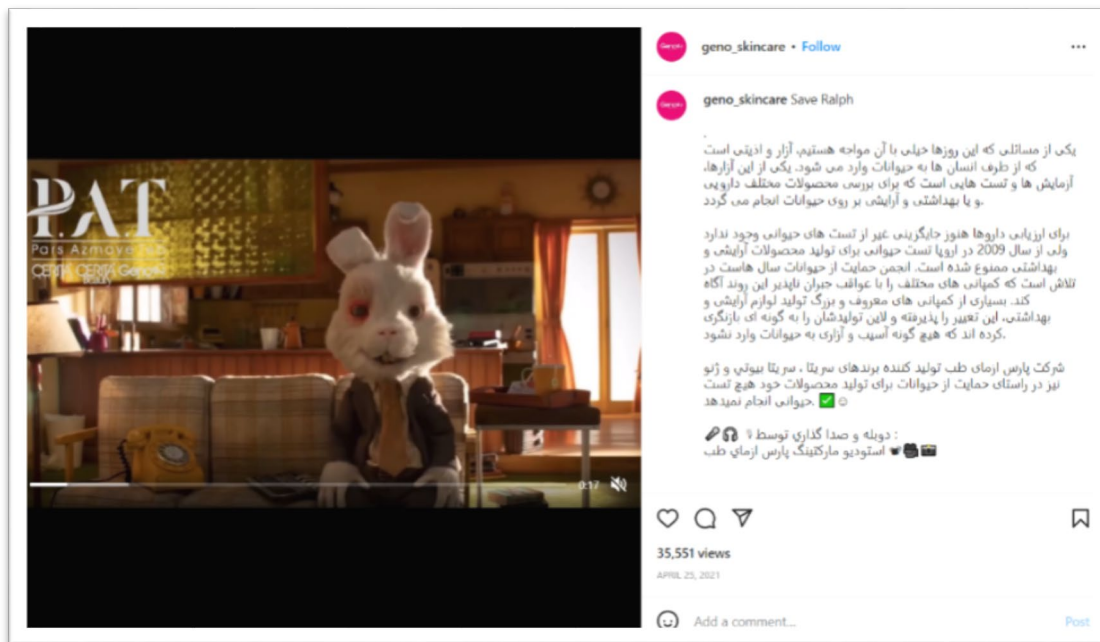 P.A.T
Pars Azmaye Teb
CERITA CERITA Geno
Beauty
0:17
geno_skincare • Follow
geno_skincare Save Ralph
.
یکی از مسائلی که این روزها خیلی با آن مواجه هستیم، آزار و اذیتی است
که از طرف انسان ها به حیوانات وارد می شود. یکی از این آزارها،
آزمایش ها و تست هایی است که برای بررسی محصولات مختلف دارویی
و یا بهداشتی و آرایشی بر روی حیوانات انجام می گردد.
برای ارزیابی داروها هنوز جایگزینی غیر از تست های حیوانی وجود ندارد
ولی از سال 2009 در اروپا تست حیوانی برای تولید محصولات آرایشی و
بهداشتی ممنوع شده است. انجمن حمایت از حیوانات سال هاست در
تلاش است که کمپانی های مختلف را با عواقب جبران ناپذیر این روند آگاه
کند. بسیاری از کمپانی های معروف و بزرگ تولید لوازم آرایشی و
بهداشتی، این تغییر را پذیرفته و لاین تولیدشان را به گونه ای بازنگری
کرده اند که هیچ گونه آسیب و آزاری به حیوانات وارد نشود.
شرکت پارس ازمای طب تولید کننده برندهای سریتا ، سریتا بیوتی و ژنو
نیز در راستای حمایت از حیوانات برای تولید محصولات خود هیچ تست
حیوانی انجام نمیدهد. ✅☺
دوبله و صدا گذاري توسط : 🎧🎤
استودیو مارکتینگ پارس ازماي طب
35,551 views
APRIL 25, 2021
Add a comment...
Post